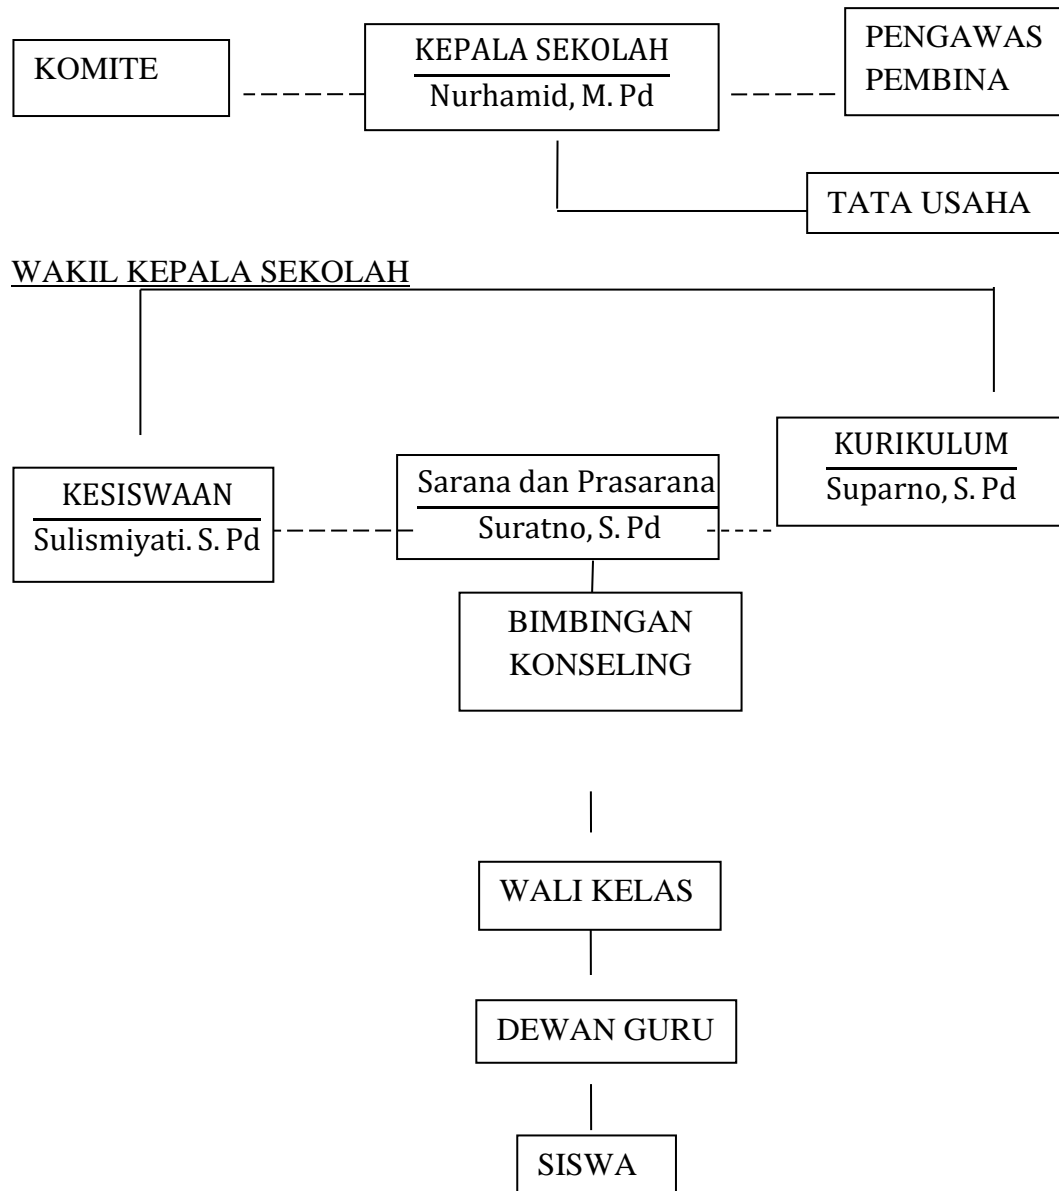 KOMITE
KEPALA SEKOLAH
Nurhamid, M. Pd
PENGAWAS
PEMBINA
TATA USAHA
WAKIL KEPALA SEKOLAH
KESISWAAN
Sulismiyati. S. Pd
Sarana dan Prasarana
Suratno, S. Pd
KURIKULUM
Suparno, S. Pd
BIMBINGAN
KONSELING
WALI KELAS
DEWAN GURU
SISWA